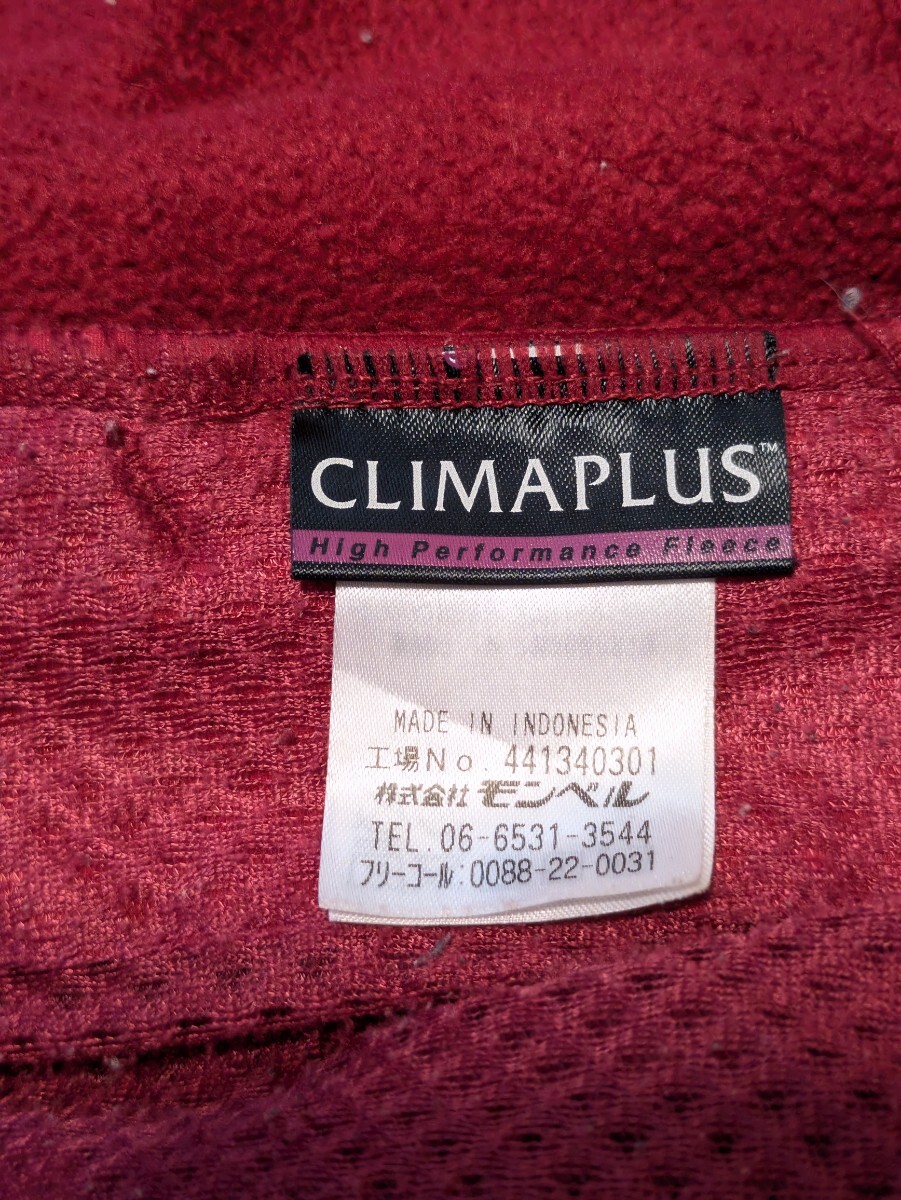 CLIMAPLUS™
High Performance Fleece
MADE IN INDONESIA
工場No. 441340301
株式会社 モンベル
TEL.06-6531-3544
フリーコール:0088-22-0031